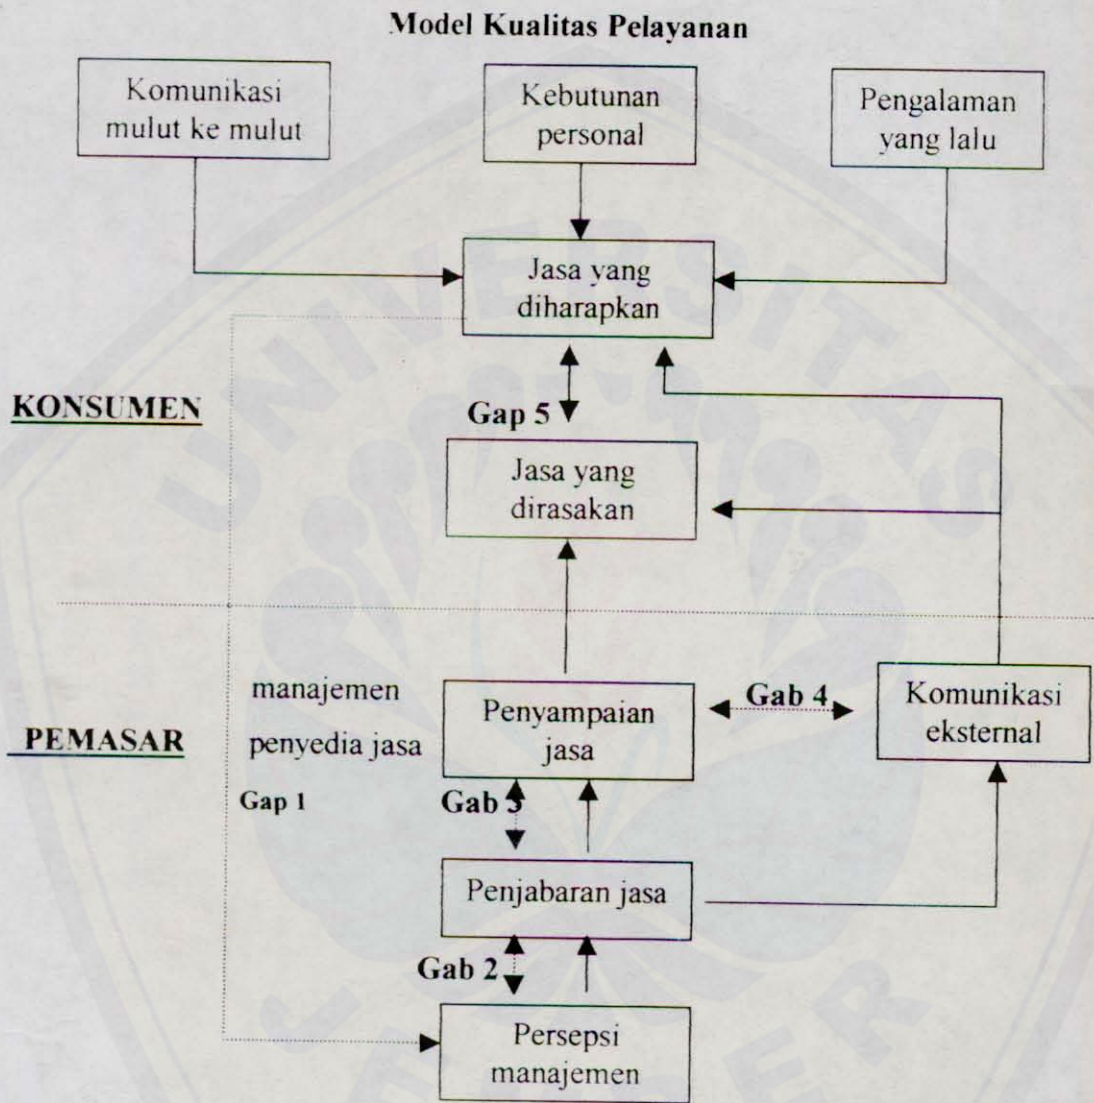 Model Kualitas Pelayanan
Komunikasi
mulut ke mulut
Kebutunan
personal
Pengalaman
yang lalu
Jasa yang
diharapkan
KONSUMEN
Gap 5
Jasa yang
dirasakan
manajemen
penyedia jasa
PEMASAR
Penyampaian
jasa
Gab 4
Komunikasi
eksternal
Gap 1
Gab 3
Penjabaran jasa
Gab 2
Persepsi
manajemen
UNIVERSITAS
JEMBER